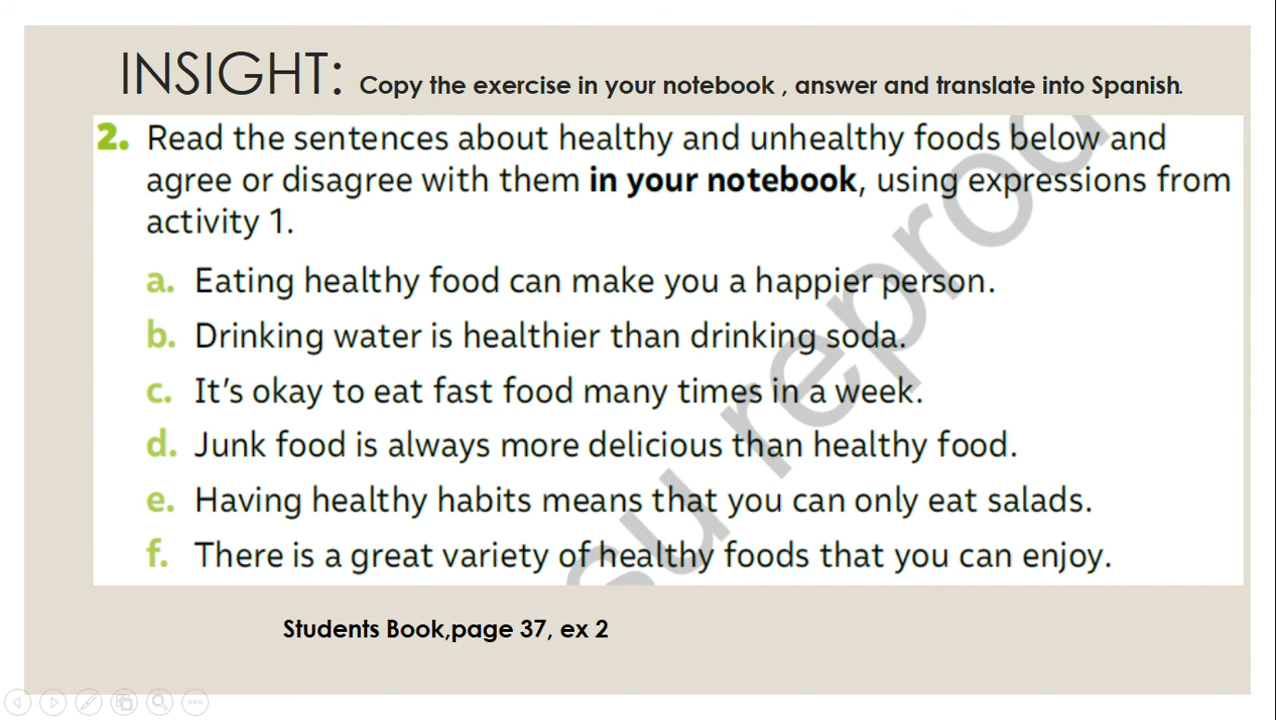 INSIGHT: Copy the exercise in your notebook , answer and translate into Spanish.
2. Read the sentences about healthy and unhealthy foods below and
agree or disagree with them in your notebook, using expressions from
activity 1.
a. Eating healthy food can make you a happier person.
b. Drinking water is healthier than drinking soda.
c. It's okay to eat fast food many times in a week.
d. Junk food is always more delicious than healthy food.
e. Having healthy habits means that you can only eat salads.
f. There is a great variety of healthy foods that you can enjoy.
su reprod
Students Book,page 37, ex 2